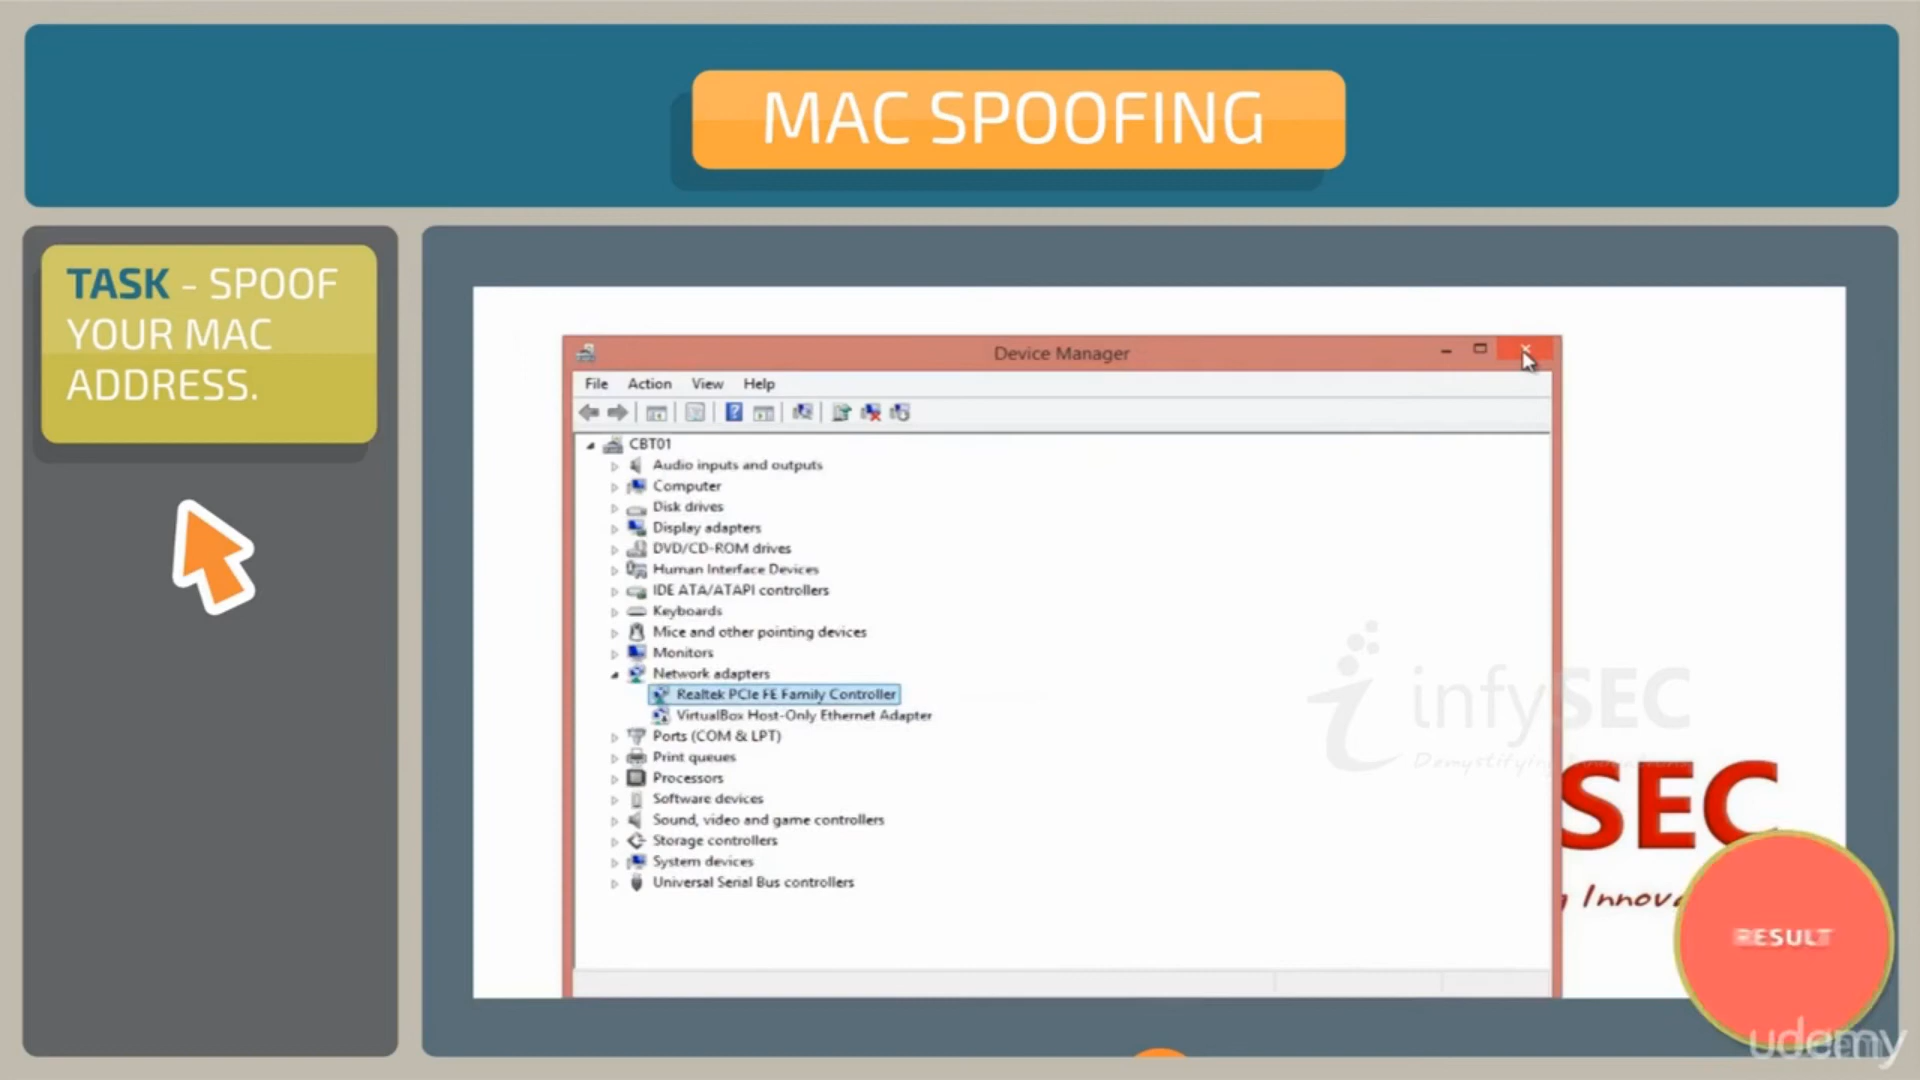 MAC SPOOFING
TASK - SPOOF
YOUR MAC
ADDRESS.
Device Manager
File Action View Help
CBT01
Audio inputs and outputs
Computer
Disk drives
Display adapters
DVD/CD-ROM drives
Human Interface Devices
IDE ATA/ATAPI controllers
Keyboards
Mice and other pointing devices
Monitors
Network adapters
Realtek PCIe FE Family Controller
VirtualBox Host-Only Ethernet Adapter
Ports (COM & LPT)
Print queues
Processors
Software devices
Sound, video and game controllers
Storage controllers
System devices
Universal Serial Bus controllers
infySEC
Demystifying
SEC
Innova
RESULT
udemy